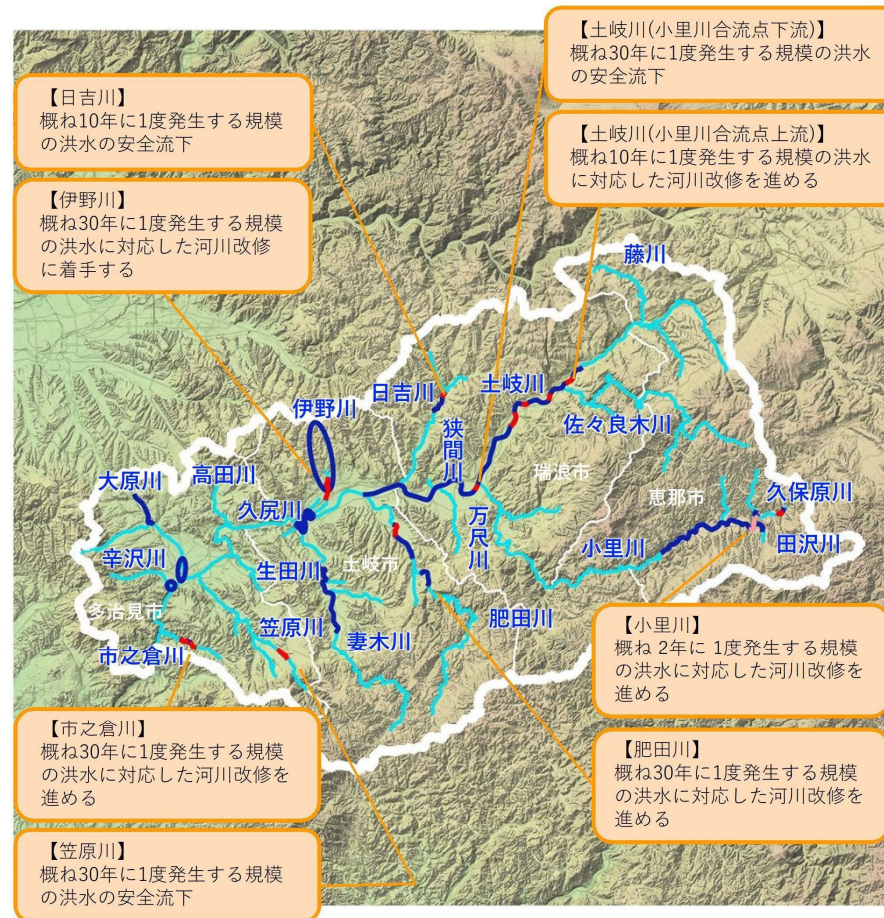 【土岐川(小里川合流点下流)】
概ね30年に1度発生する規模の洪水
の安全流下
【日吉川】
概ね10年に1度発生する規模
の洪水の安全流下
【土岐川(小里川合流点上流)】
概ね10年に1度発生する規模の洪水
に対応した河川改修を進める
【伊野川】
概ね30年に1度発生する規模
の洪水に対応した河川改修
に着手する
藤川
日吉川
土岐川
伊野川
狭間川
佐々良木川
大原川
高田川
瑞浪市
久尻川
恵那市
久保原川
万尺川
小里川
田沢川
辛沢川
生田川
土岐市
多治見市
肥田川
笠原川
妻木川
市之倉川
【小里川】
概ね 2年に 1度発生する規模
の洪水に対応した河川改修を
進める
【市之倉川】
概ね30年に1度発生する規模
の洪水に対応した河川改修を
進める
【肥田川】
概ね30年に1度発生する規模
の洪水に対応した河川改修を
進める
【笠原川】
概ね30年に1度発生する規模
の洪水の安全流下